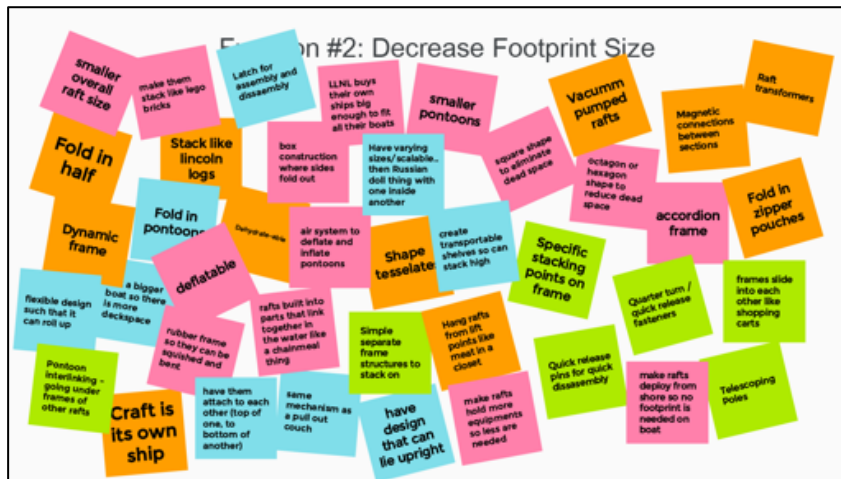 on #2: Decrease Footprint Size
smaller
overall
raft size
make them
stack like lego
bricks
Latch for
assembly and
dissaembly
LLNL buys
their own
ships big
enough to fit
all their boats
smaller
pontoons
Vacumm
pumped
rafts
Raft
transformers
Magnetic
connections
between
sections
Fold in
half
Stack like
lincoln
logs
box
construction
where sides
fold out
Have varying
sizes/scalable..
then Russian
doll thing with
one inside
another
square shape
to eliminate
dead space
octagon or
hexagon
shape to
reduce dead
space
accordion
frame
Fold in
zipper
pouches
Dynamic
frame
Fold in
pontoons
Dehydrate-able
air system to
deflate and
inflate
pontoons
Shape
tesselates
create
transportable
shelves so can
stack high
Specific
stacking
points on
frame
deflatable
flexible design
such that it
can roll up
a bigger
boat so there
is more
deckspace
rubber frame
so they can be
squished and
bent
rafts built into
parts that link
together in
the water like
a chainmeal
thing
Simple
separate
frame
structures to
stack on
Hang rafts
from lift
points like
meat in a
closet
Quarter turn /
quick release
fasteners
frames slide
into each
other like
shopping
carts
Pontoon
interlinking -
going under
frames of
other rafts
Craft is
its own
ship
have them
attach to each
other (top of
one, to
bottom of
another)
same
mechanism as
a pull out
couch
have
design
that can
lie upright
make rafts
hold more
equipments
so less are
needed
Quick release
pins for quick
disassembly
make rafts
deploy from
shore so no
footprint is
needed on
boat
Telescoping
poles